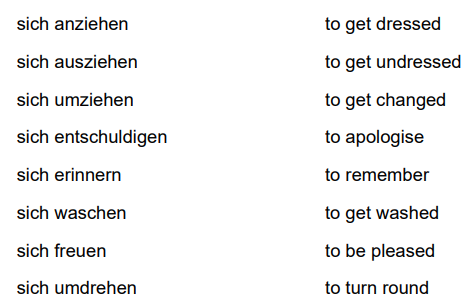 sich anziehen to get dressed
sich ausziehen to get undressed
sich umziehen to get changed
sich entschuldigen to apologise
sich erinnern to remember
sich waschen to get washed
sich freuen to be pleased
sich umdrehen to turn round